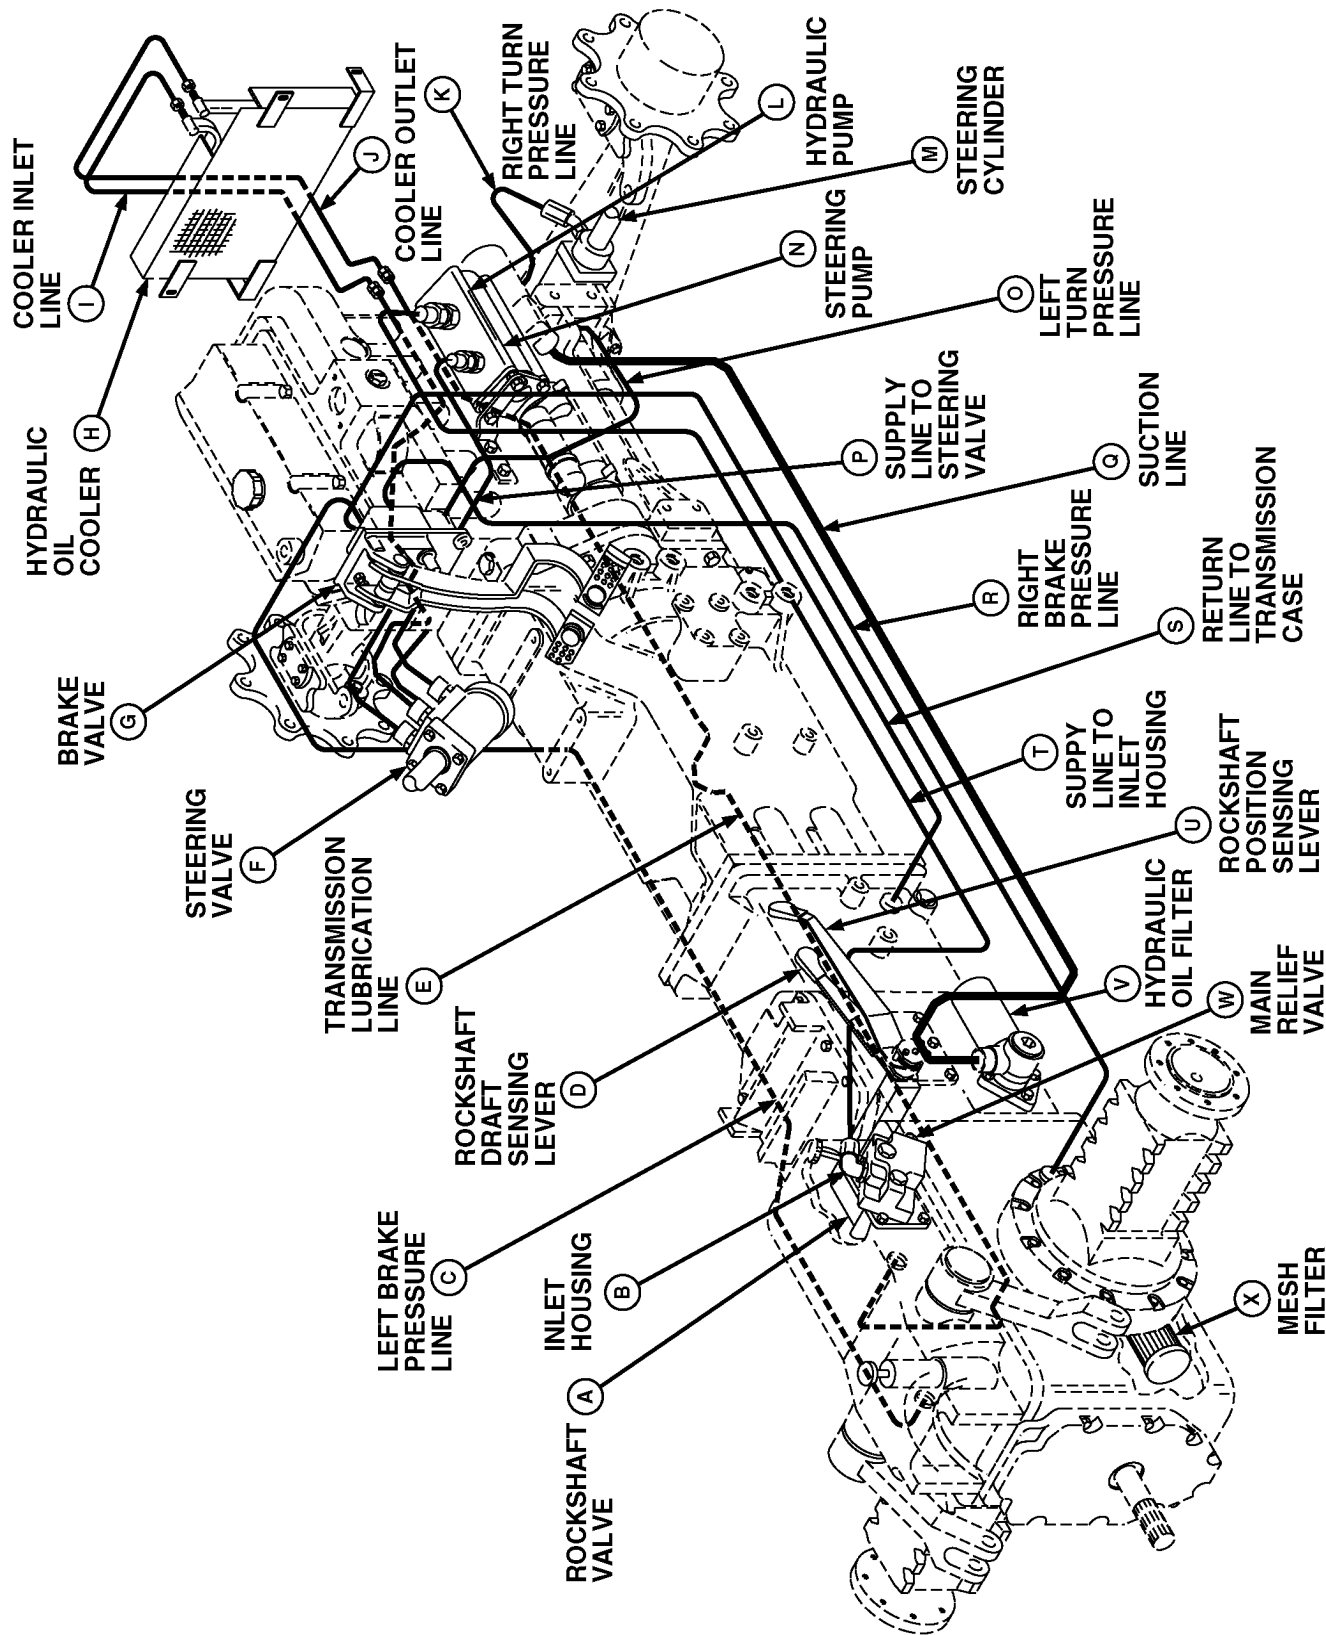 ROCKSHAFT A
VALVE
INLET
HOUSING
B
LEFT BRAKE
PRESSURE
LINE C
ROCKSHAFT
DRAFT
SENSING
LEVER
D
TRANSMISSION
LUBRICATION
LINE E
STEERING
VALVE
F
BRAKE
VALVE
G
HYDRAULIC
OIL
COOLER H
COOLER INLET
LINE I
J
COOLER OUTLET
LINE K
RIGHT TURN
PRESSURE
LINE
L
HYDRAULIC
PUMP
M
STEERING
CYLINDER
N
STEERING
PUMP
O
LEFT
TURN
PRESSURE
LINE
P
SUPPLY
LINE TO
STEERING
VALVE
Q
SUCTION
LINE
R
RIGHT
BRAKE
PRESSURE
LINE
S
RETURN
LINE TO
TRANSMISSION
CASE
T
SUPPY
LINE TO
INLET
HOUSING
U
ROCKSHAFT
POSITION
SENSING
LEVER
V
HYDRAULIC
OIL FILTER
W
MAIN
RELIEF
VALVE
X
MESH
FILTER